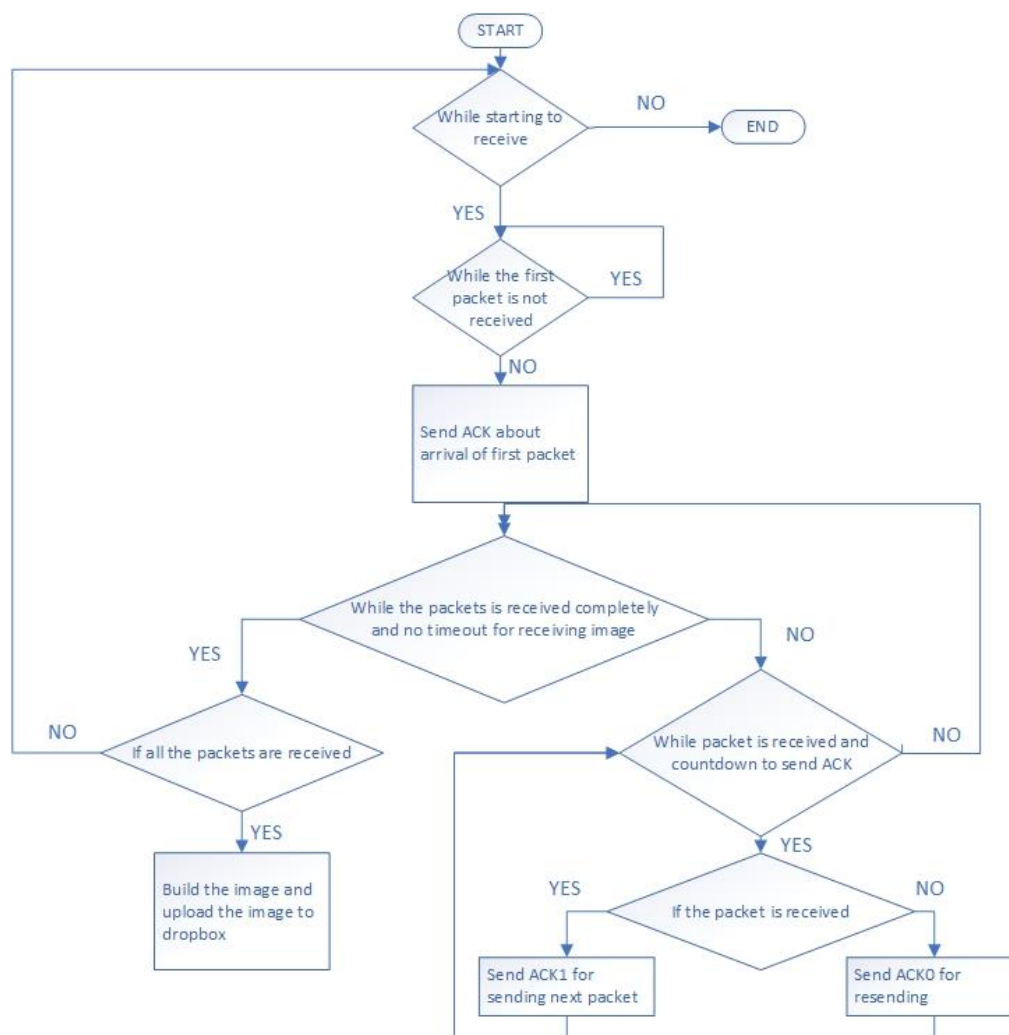 START
While starting to
receive
NO
END
YES
While the first
packet is not
received
YES
NO
Send ACK about
arrival of first packet
While the packets is received completely
and no timeout for receiving image
YES
NO
If all the packets are received
NO
While packet is received and
countdown to send ACK
NO
YES
Build the image and
upload the image to
dropbox
YES
If the packet is received
YES
NO
Send ACK1 for
sending next packet
Send ACK0 for
resending